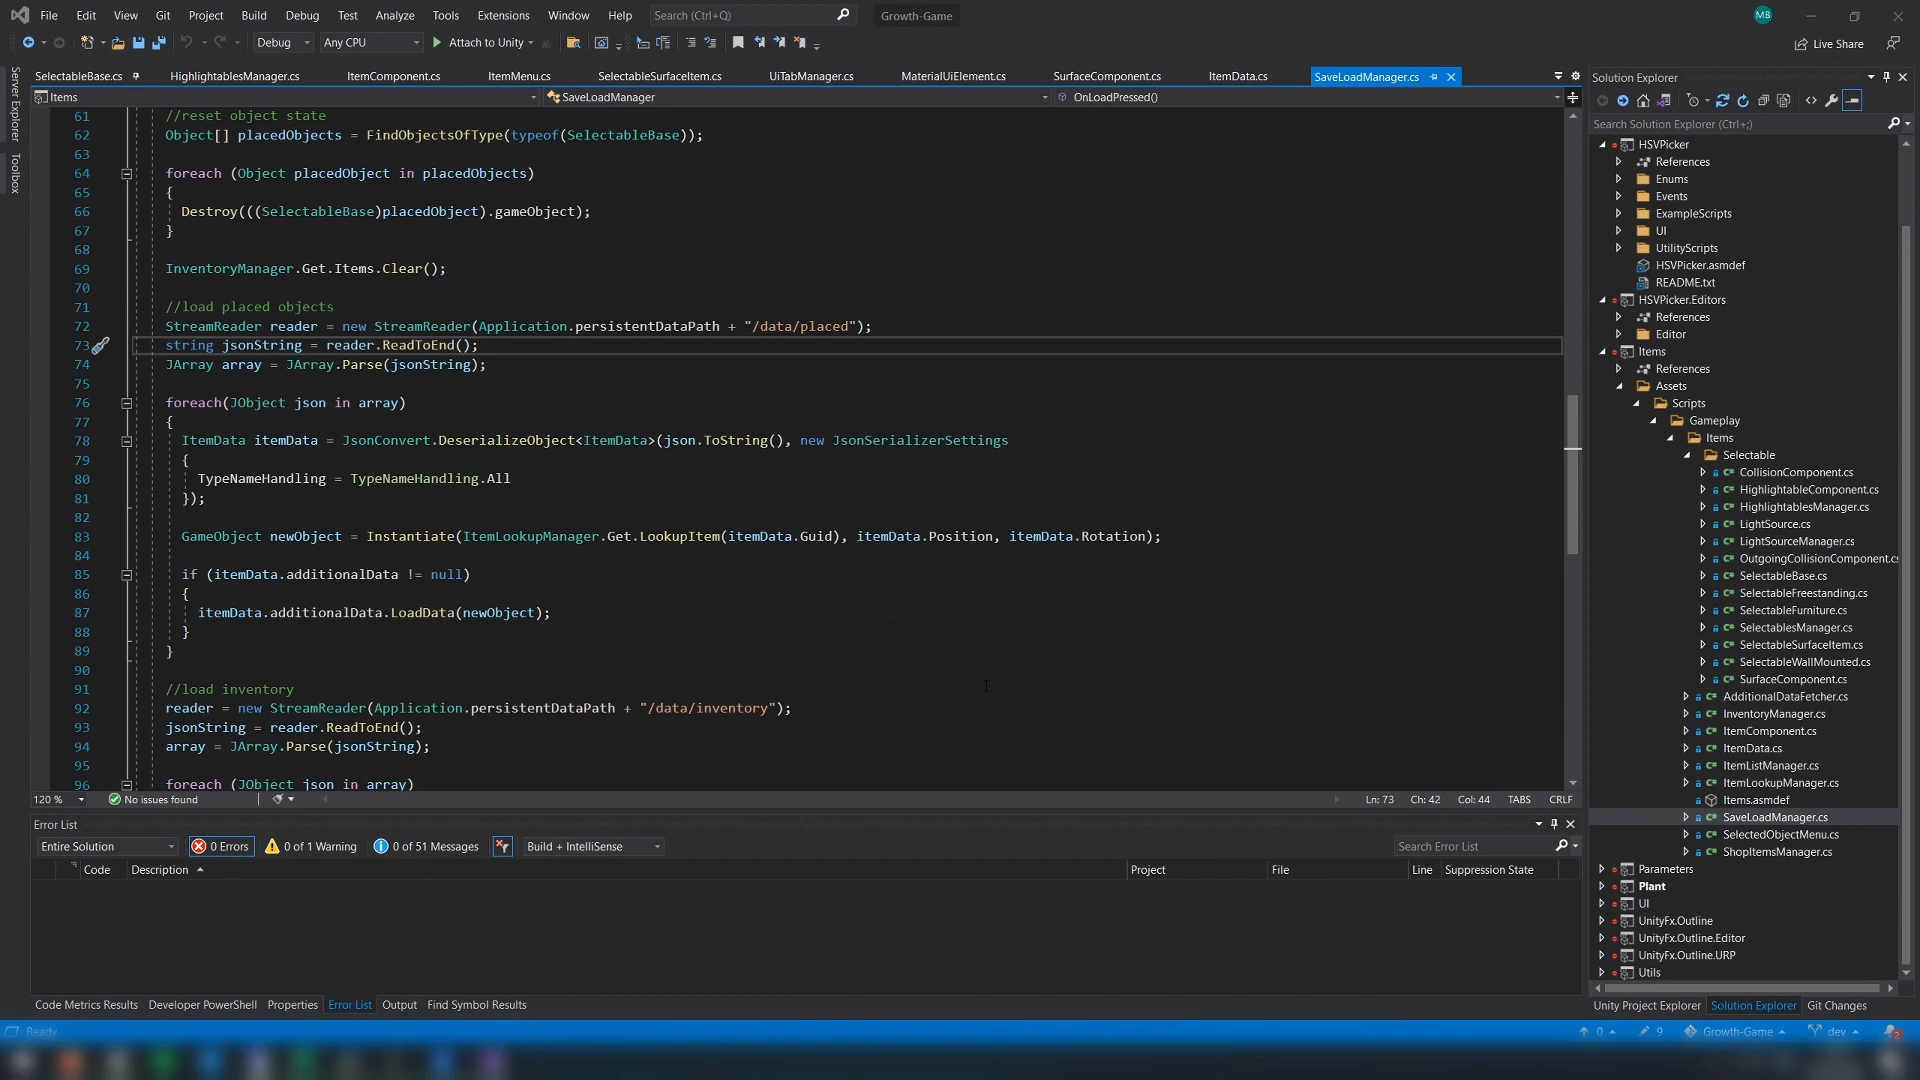 File Edit View Git Project Build Debug Test Analyze Tools Extensions Window Help Search (Ctrl+Q) Growth-Game MB
Debug Any CPU Attach to Unity Live Share
Server Explorer
Toolbox
SelectableBase.cs HighlightablesManager.cs ItemComponent.cs ItemMenu.cs SelectableSurfaceItem.cs UiTabManager.cs MaterialUiElement.cs SurfaceComponent.cs ItemData.cs SaveLoadManager.cs
Items SaveLoadManager OnLoadPressed()
61 //reset object state
62 Object[] placedObjects = FindObjectsOfType(typeof(SelectableBase));
63
64 foreach (Object placedObject in placedObjects)
65 {
66 Destroy(((SelectableBase)placedObject).gameObject);
67 }
68
69 InventoryManager.Get.Items.Clear();
70
71 //load placed objects
72 StreamReader reader = new StreamReader(Application.persistentDataPath + "/data/placed");
73 string jsonString = reader.ReadToEnd();
74 JArray array = JArray.Parse(jsonString);
75
76 foreach(JObject json in array)
77 {
78 ItemData itemData = JsonConvert.DeserializeObject<ItemData>(json.ToString(), new JsonSerializerSettings
79 {
80 TypeNameHandling = TypeNameHandling.All
81 });
82
83 GameObject newObject = Instantiate(ItemLookupManager.Get.LookupItem(itemData.Guid), itemData.Position, itemData.Rotation);
84
85 if (itemData.additionalData != null)
86 {
87 itemData.additionalData.LoadData(newObject);
88 }
89 }
90
91 //load inventory
92 reader = new StreamReader(Application.persistentDataPath + "/data/inventory");
93 jsonString = reader.ReadToEnd();
94 array = JArray.Parse(jsonString);
95
96 foreach (JObject json in array)
120 % No issues found Ln: 73 Ch: 42 Col: 44 TABS CRLF
Error List
Entire Solution 0 Errors 0 of 1 Warning 0 of 51 Messages Build + IntelliSense Search Error List
Code Description Project File Line Suppression State
Code Metrics Results Developer PowerShell Properties Error List Output Find Symbol Results
Solution Explorer
Search Solution Explorer (Ctrl+;)
HSVPicker
References
Enums
Events
ExampleScripts
UI
UtilityScripts
HSVPicker.asmdef
README.txt
HSVPicker.Editors
References
Editor
Items
References
Assets
Scripts
Gameplay
Items
Selectable
CollisionComponent.cs
HighlightableComponent.cs
HighlightablesManager.cs
LightSource.cs
LightSourceManager.cs
OutgoingCollisionComponent.cs
SelectableBase.cs
SelectableFreestanding.cs
SelectableFurniture.cs
SelectablesManager.cs
SelectableSurfaceItem.cs
SelectableWallMounted.cs
SurfaceComponent.cs
AdditionalDataFetcher.cs
InventoryManager.cs
ItemComponent.cs
ItemData.cs
ItemListManager.cs
ItemLookupManager.cs
Items.asmdef
SaveLoadManager.cs
SelectedObjectMenu.cs
ShopItemsManager.cs
Parameters
Plant
UI
UnityFx.Outline
UnityFx.Outline.Editor
UnityFx.Outline.URP
Utils
Unity Project Explorer Solution Explorer Git Changes
Ready 0 9 Growth-Game dev 2